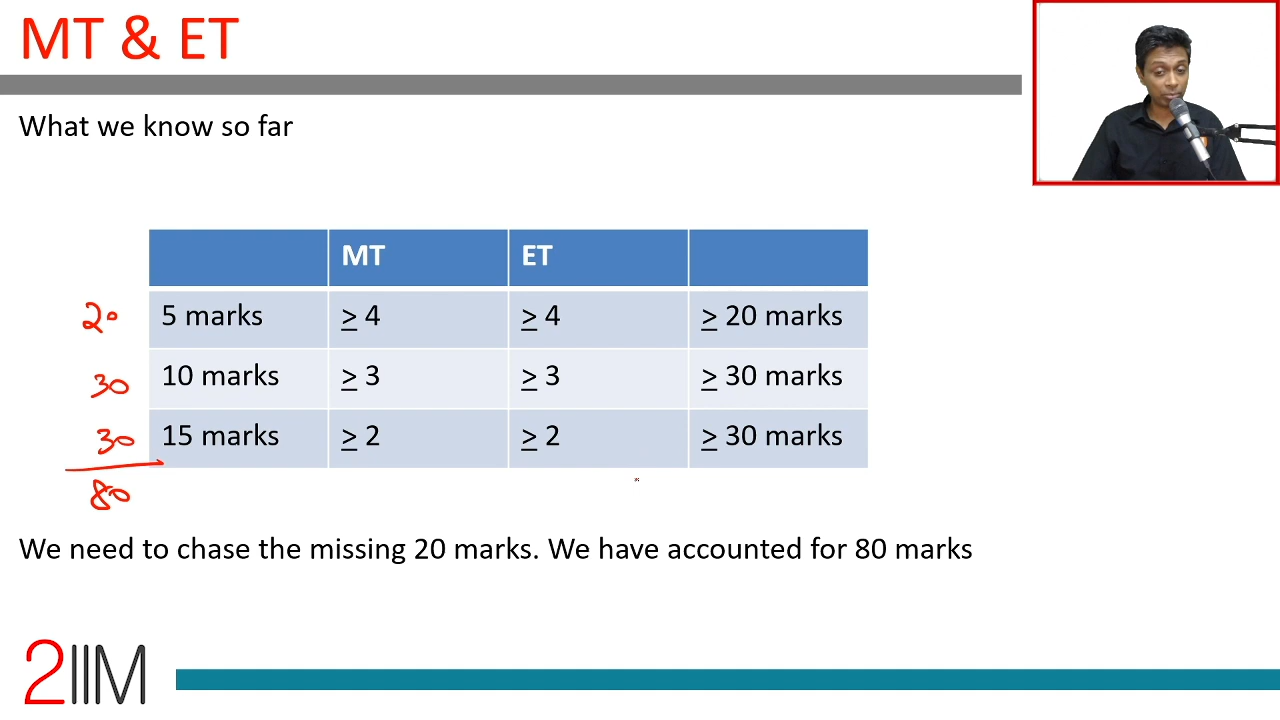 MT & ET
What we know so far
MT ET
20 5 marks ≥ 4 ≥ 4 ≥ 20 marks
30 10 marks ≥ 3 ≥ 3 ≥ 30 marks
30 15 marks ≥ 2 ≥ 2 ≥ 30 marks
80
We need to chase the missing 20 marks. We have accounted for 80 marks
2IIM